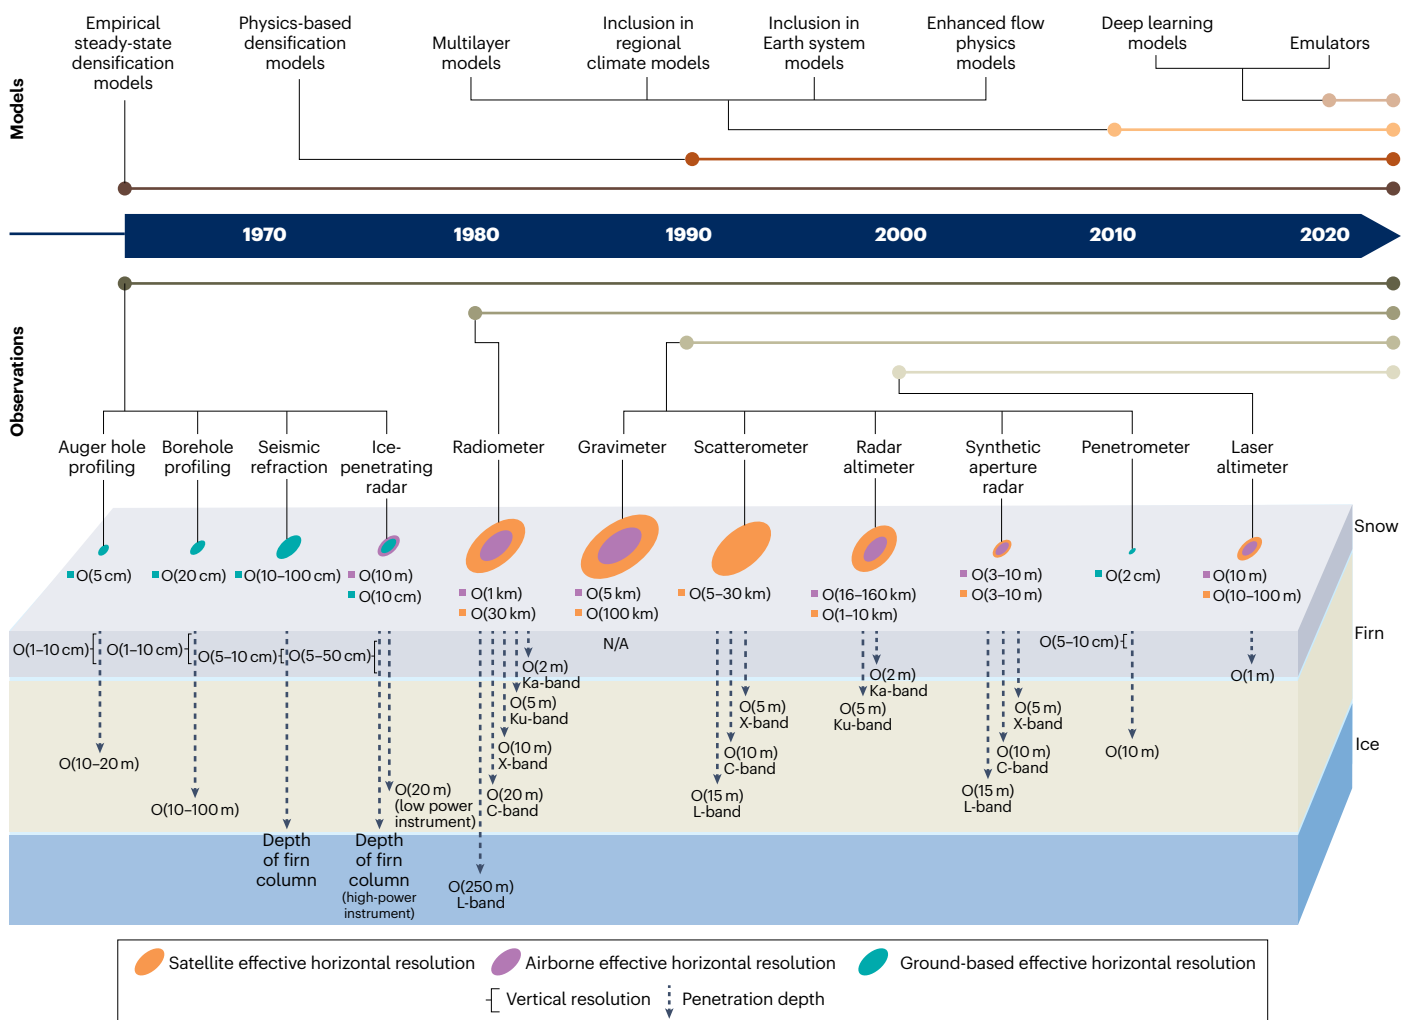 Models
Empirical
steady-state
densification
models
Physics-based
densification
models
Multilayer
models
Inclusion in
regional
climate models
Inclusion in
Earth system
models
Enhanced flow
physics
models
Deep learning
models
Emulators
1970
1980
1990
2000
2010
2020
Observations
Auger hole
profiling
Borehole
profiling
Seismic
refraction
Ice-
penetrating
radar
Radiometer
Gravimeter
Scatterometer
Radar
altimeter
Synthetic
aperture
radar
Penetrometer
Laser
altimeter
Snow
Firn
Ice
O(5 cm)
O(20 cm)
O(10–100 cm)
O(10 m)
O(10 cm)
O(1 km)
O(30 km)
O(5 km)
O(100 km)
O(5–30 km)
O(16–160 km)
O(1–10 km)
O(3–10 m)
O(3–10 m)
O(2 cm)
O(10 m)
O(10–100 m)
O(1–10 cm)
O(10–20 m)
O(1–10 cm)
O(10–100 m)
O(5–10 cm)
Depth
of firn
column
O(5–50 cm)
O(20 m)
(low power
instrument)
Depth
of firn
column
(high-power
instrument)
O(2 m)
Ka-band
O(5 m)
Ku-band
O(10 m)
X-band
O(20 m)
C-band
O(250 m)
L-band
N/A
O(5 m)
X-band
O(10 m)
C-band
O(15 m)
L-band
O(2 m)
Ka-band
O(5 m)
Ku-band
O(5 m)
X-band
O(10 m)
C-band
O(15 m)
L-band
O(5–10 cm)
O(10 m)
O(1 m)
Satellite effective horizontal resolution
Airborne effective horizontal resolution
Ground-based effective horizontal resolution
Vertical resolution
Penetration depth